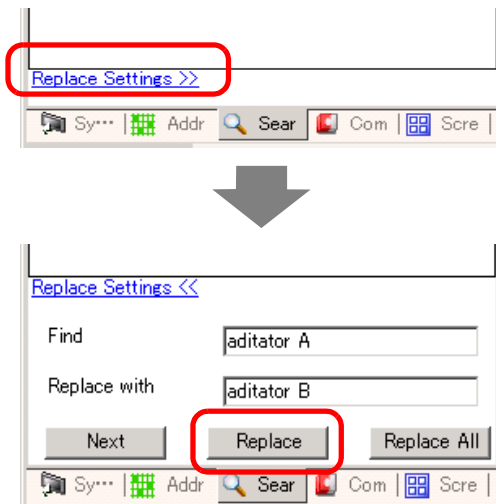 Replace Settings >>
Sy… Addr Sear Com Scre
Replace Settings <<
Find aditator A
Replace with aditator B
Next Replace Replace All
Sy… Addr Sear Com Scre